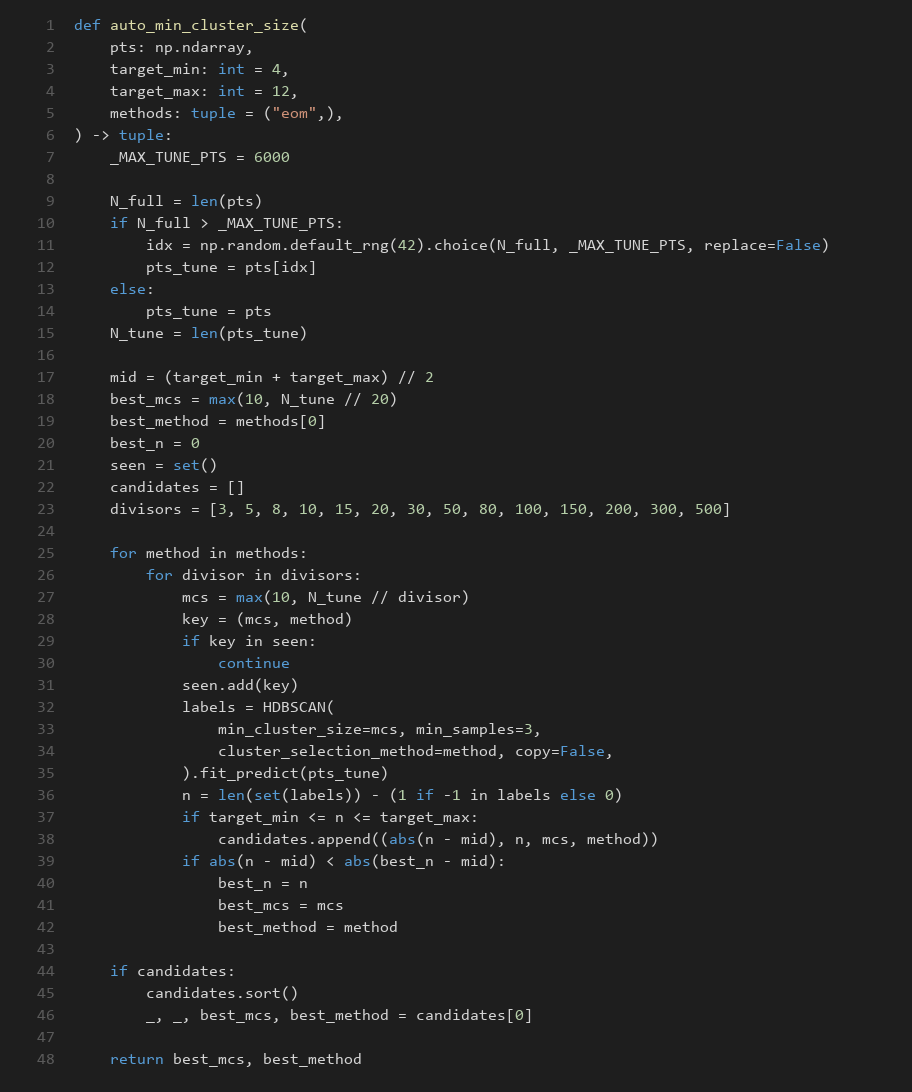 1 def auto_min_cluster_size(
2     pts: np.ndarray,
3     target_min: int = 4,
4     target_max: int = 12,
5     methods: tuple = ("eom",),
6 ) -> tuple:
7     _MAX_TUNE_PTS = 6000
8
9     N_full = len(pts)
10     if N_full > _MAX_TUNE_PTS:
11         idx = np.random.default_rng(42).choice(N_full, _MAX_TUNE_PTS, replace=False)
12         pts_tune = pts[idx]
13     else:
14         pts_tune = pts
15     N_tune = len(pts_tune)
16
17     mid = (target_min + target_max) // 2
18     best_mcs = max(10, N_tune // 20)
19     best_method = methods[0]
20     best_n = 0
21     seen = set()
22     candidates = []
23     divisors = [3, 5, 8, 10, 15, 20, 30, 50, 80, 100, 150, 200, 300, 500]
24
25     for method in methods:
26         for divisor in divisors:
27             mcs = max(10, N_tune // divisor)
28             key = (mcs, method)
29             if key in seen:
30                 continue
31             seen.add(key)
32             labels = HDBSCAN(
33                 min_cluster_size=mcs, min_samples=3,
34                 cluster_selection_method=method, copy=False,
35             ).fit_predict(pts_tune)
36             n = len(set(labels)) - (1 if -1 in labels else 0)
37             if target_min <= n <= target_max:
38                 candidates.append((abs(n - mid), n, mcs, method))
39             if abs(n - mid) < abs(best_n - mid):
40                 best_n = n
41                 best_mcs = mcs
42                 best_method = method
43
44     if candidates:
45         candidates.sort()
46         _, _, best_mcs, best_method = candidates[0]
47
48     return best_mcs, best_method